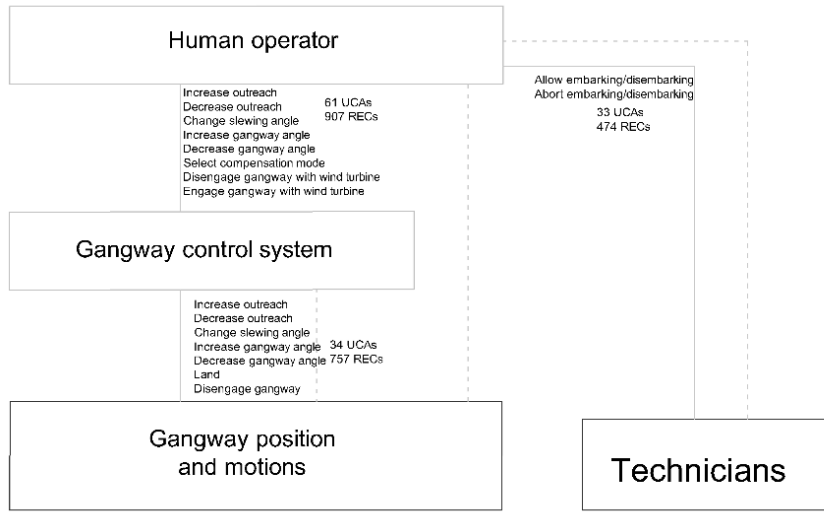 Human operator
Increase outreach
Decrease outreach
Change slewing angle
Increase gangway angle
Decrease gangway angle
Select compensation mode
Disengage gangway with wind turbine
Engage gangway with wind turbine
61 UCAs
907 RECs
Allow embarking/disembarking
Abort embarking/disembarking
33 UCAs
474 RECs
Gangway control system
Increase outreach
Decrease outreach
Change slewing angle
Increase gangway angle
Decrease gangway angle
Land
Disengage gangway
34 UCAs
757 RECs
Gangway position
and motions
Technicians